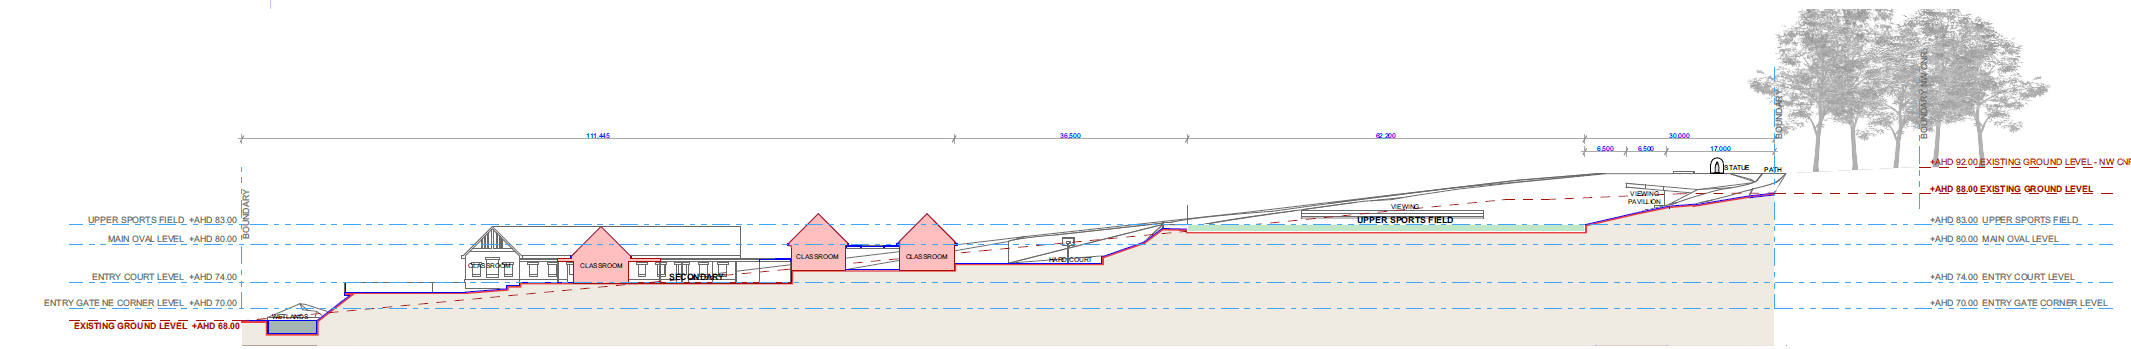 111,445
36,500
62,200
30,000
6,500
6,500
17,000
BOUNDARY
BOUNDARY
BOUNDARY NW CNR
+AHD 92.00 EXISTING GROUND LEVEL - NW CNR
STATUE
PATH
+AHD 88.00 EXISTING GROUND LEVEL
VIEWING
PAVILLION
VIEWING
UPPER SPORTS FIELD
UPPER SPORTS FIELD +AHD 83.00
+AHD 83.00 UPPER SPORTS FIELD
MAIN OVAL LEVEL +AHD 80.00
+AHD 80.00 MAIN OVAL LEVEL
CLASSROOM
CLASSROOM
CLASSROOM
CLASSROOM
HARDCOURT
SECONDARY
ENTRY COURT LEVEL +AHD 74.00
+AHD 74.00 ENTRY COURT LEVEL
ENTRY GATE NE CORNER LEVEL +AHD 70.00
+AHD 70.00 ENTRY GATE CORNER LEVEL
WETLANDS
EXISTING GROUND LEVEL +AHD 68.00